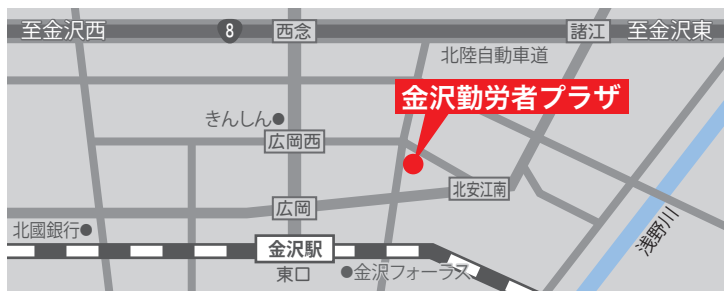 至金沢西
8
西念
諸江
至金沢東
北陸自動車道
金沢勤労者プラザ
きんしん●
広岡西
北安江南
広岡
北國銀行●
浅野川
金沢駅
東口
●金沢フォーラス